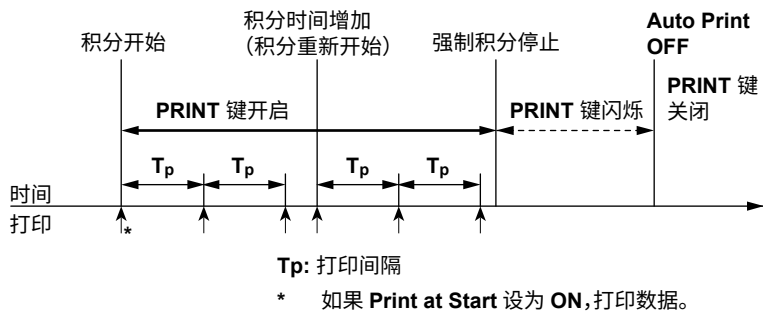 积分开始
积分时间增加
（积分重新开始）
强制积分停止
Auto Print
OFF
PRINT 键开启
PRINT 键闪烁
PRINT 键
关闭
Tp Tp Tp Tp
时间
打印
*
Tp: 打印间隔
* 如果 Print at Start 设为 ON，打印数据。